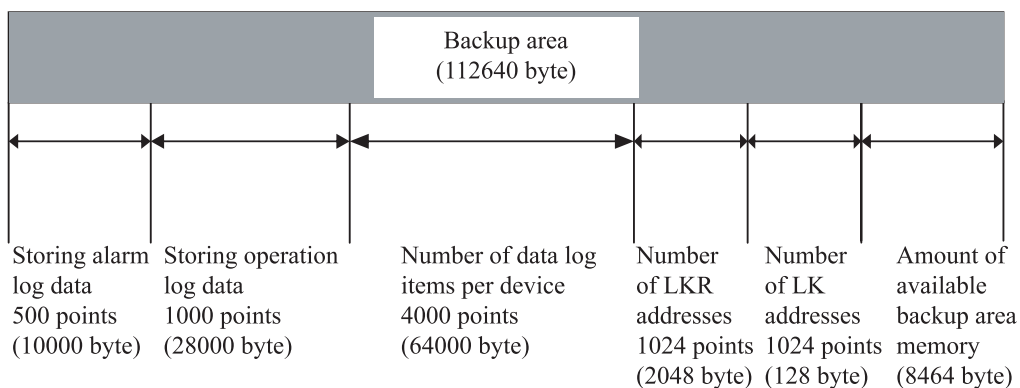 Backup area
(112640 byte)
Storing alarm
log data
500 points
(10000 byte)
Storing operation
log data
1000 points
(28000 byte)
Number of data log
items per device
4000 points
(64000 byte)
Number
of LKR
addresses
1024 points
(2048 byte)
Number
of LK
addresses
1024 points
(128 byte)
Amount of
available
backup area
memory
(8464 byte)